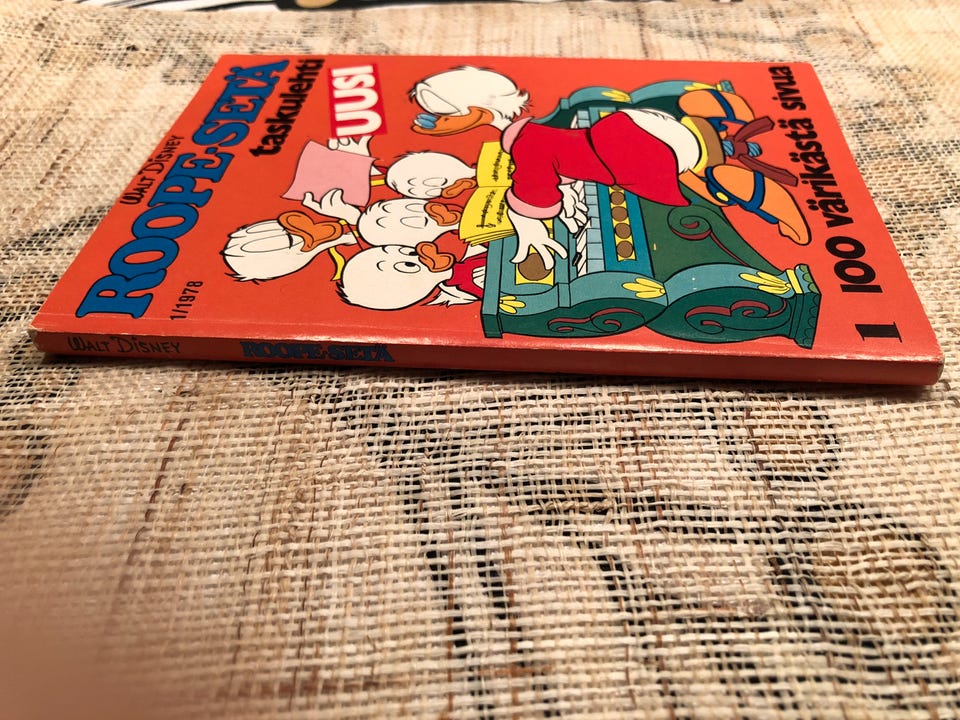 WALT DISNEY
ROOPE-SETÄ
taskulehti
UUSI
1/1978
100 värikästä sivua
1
WALT DISNEY
ROOPE-SETÄ